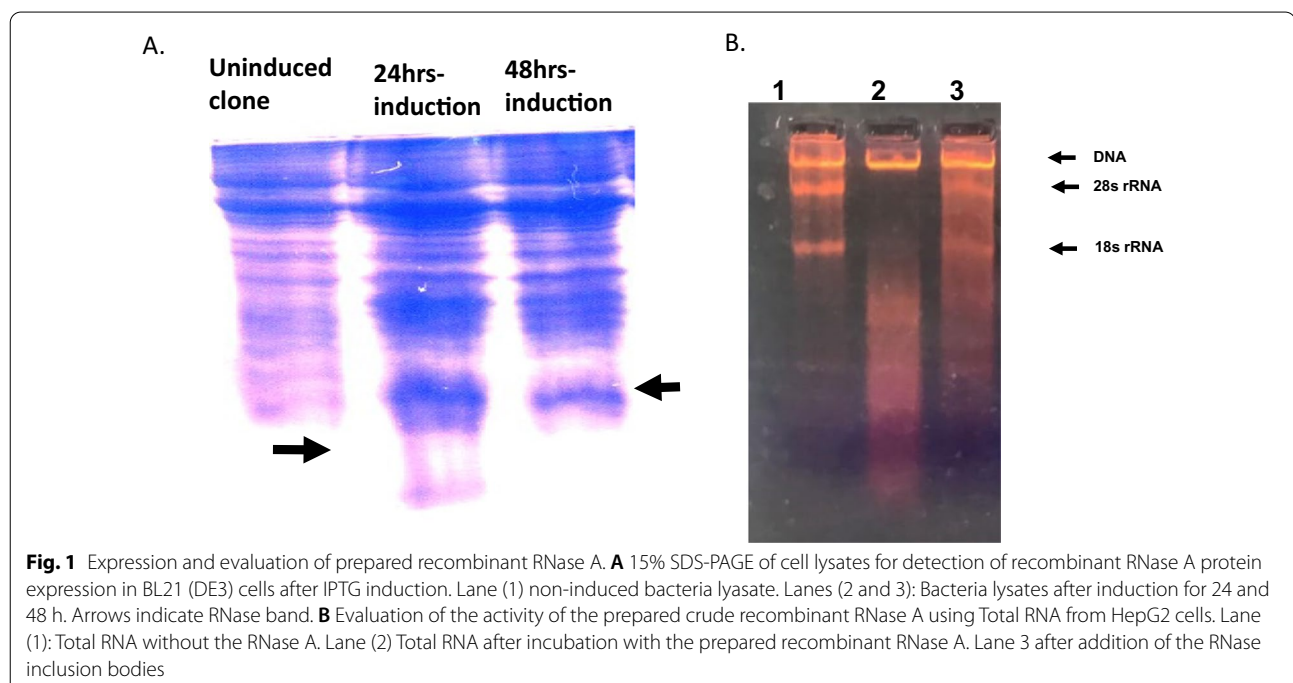 A.
Uninduced clone
24hrs-induction
48hrs-induction
B.
1 2 3
DNA
28s rRNA
18s rRNA
Fig. 1 Expression and evaluation of prepared recombinant RNase A. A 15% SDS-PAGE of cell lysates for detection of recombinant RNase A protein
expression in BL21 (DE3) cells after IPTG induction. Lane (1) non-induced bacteria lyasate. Lanes (2 and 3): Bacteria lysates after induction for 24 and
48 h. Arrows indicate RNase band. B Evaluation of the activity of the prepared crude recombinant RNase A using Total RNA from HepG2 cells. Lane
(1): Total RNA without the RNase A. Lane (2) Total RNA after incubation with the prepared recombinant RNase A. Lane 3 after addition of the RNase
inclusion bodies